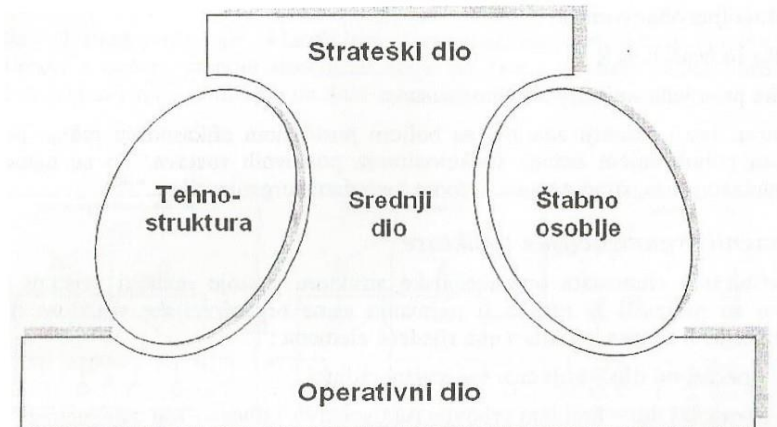 Strateški dio
Tehno-
struktura
Srednji
dio
Štabno
osoblje
Operativni dio